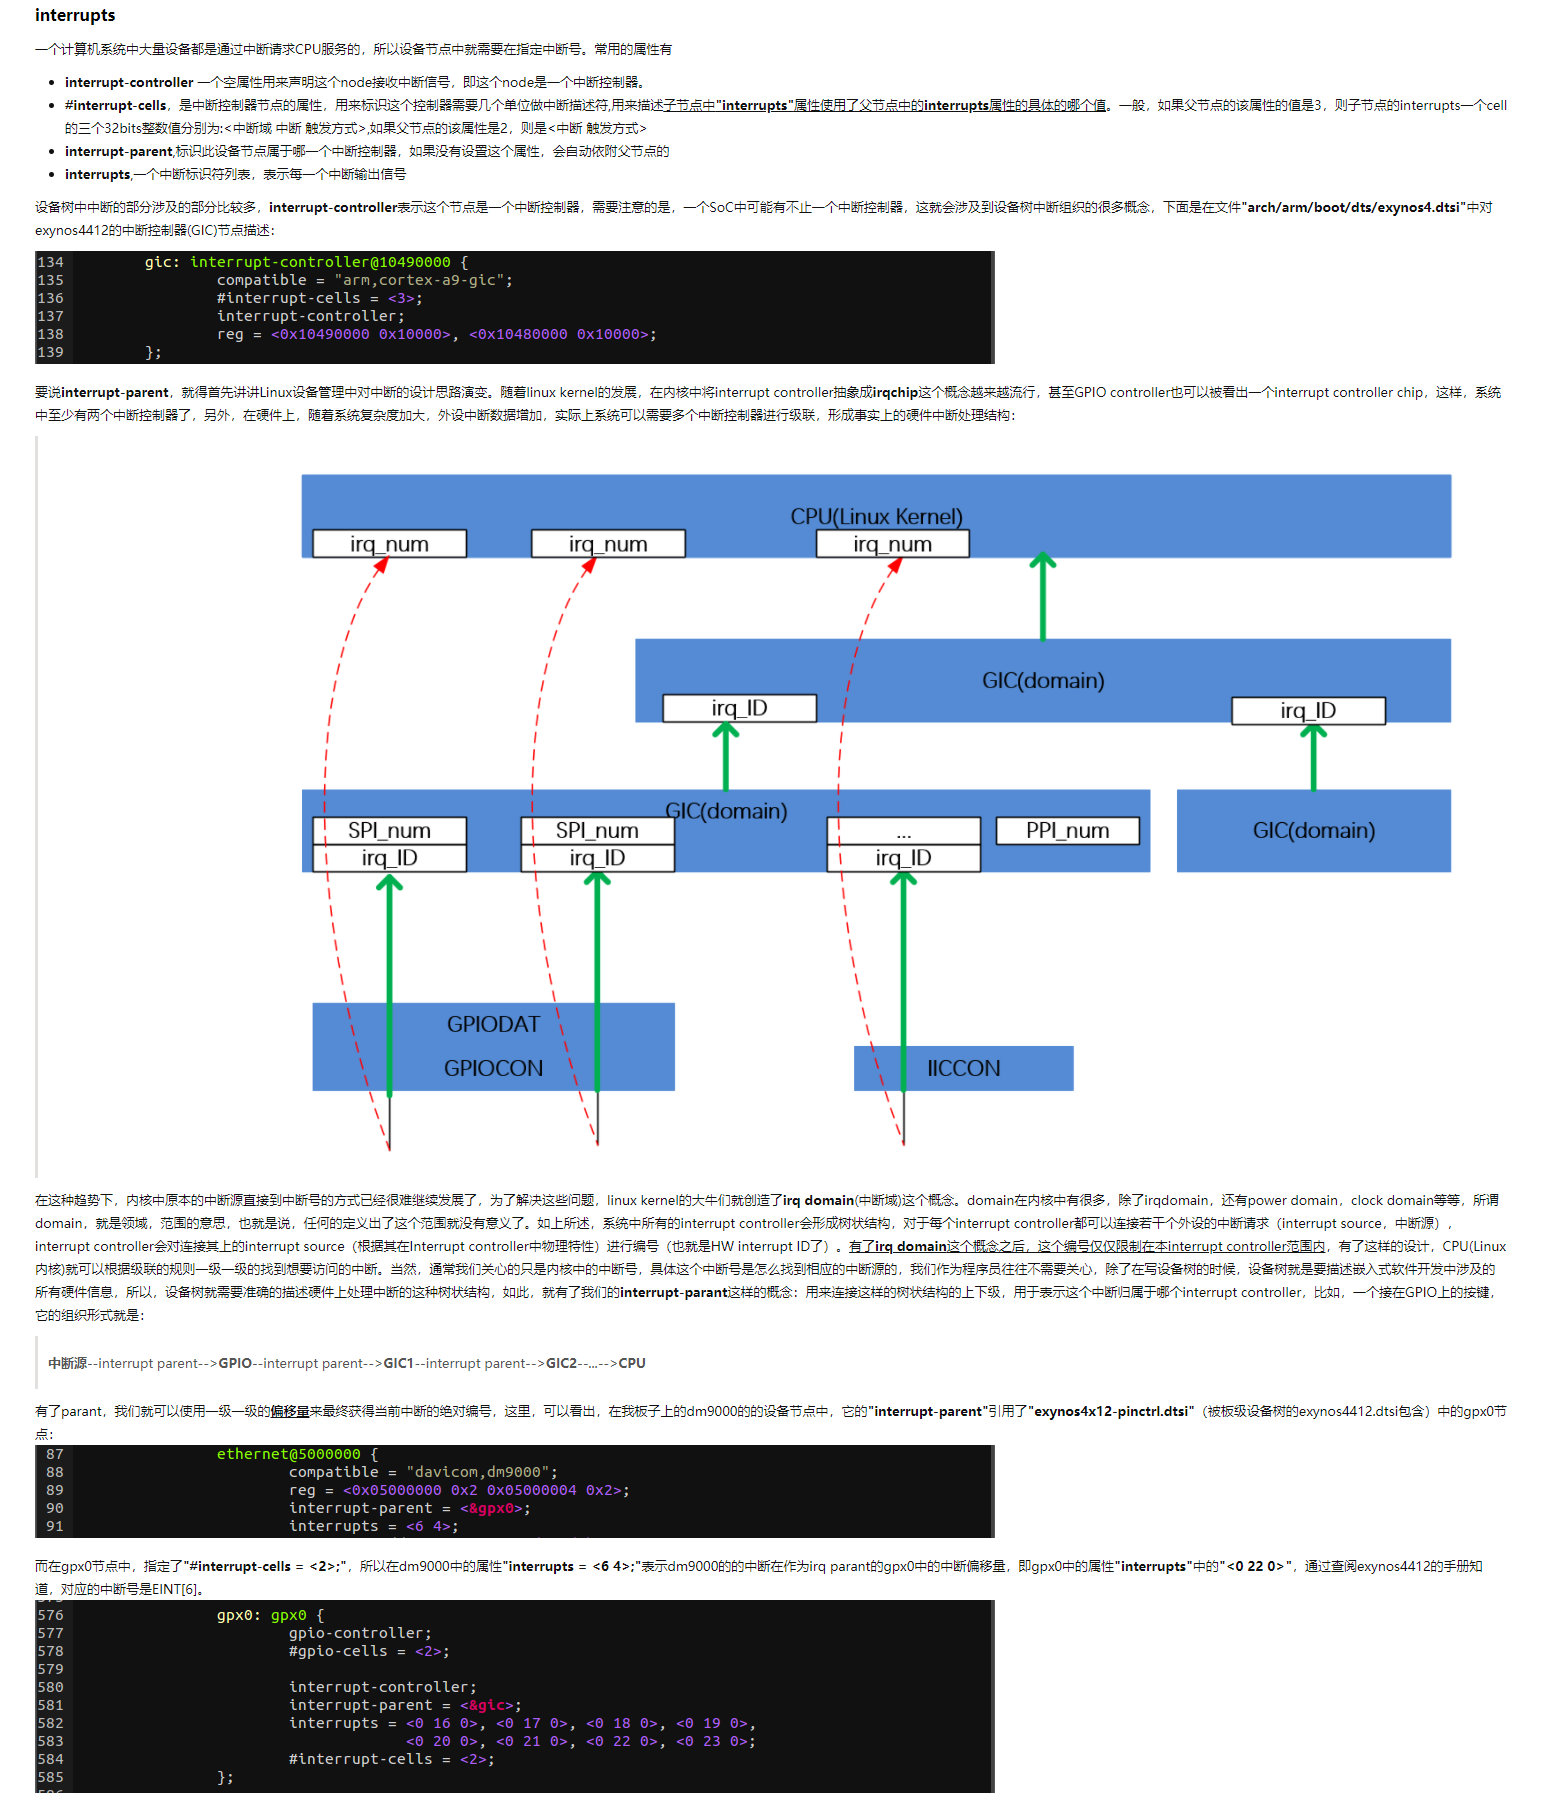 interrupts
一个计算机系统中大量设备都是通过中断请求CPU服务的，所以设备节点中就需要在指定中断号。常用的属性有
• interrupt-controller 一个空属性用来声明这个node接收中断信号，即这个node是一个中断控制器。
• #interrupt-cells，是中断控制器节点的属性，用来标识这个控制器需要几个单位做中断描述符,用来描述子节点中"interrupts"属性使用了父节点中的interrupts属性的具体的哪个值。一般，如果父节点的该属性的值是3，则子节点的interrupts一个cell
的三个32bits整数值分别为:<中断域 中断 触发方式>,如果父节点的该属性是2，则是<中断 触发方式>
• interrupt-parent,标识此设备节点属于哪一个中断控制器，如果没有设置这个属性，会自动依附父节点的
• interrupts,一个中断标识符列表，表示每一个中断输出信号
设备树中中断的部分涉及的部分比较多，interrupt-controller表示这个节点是一个中断控制器，需要注意的是，一个SoC中可能有不止一个中断控制器，这就会涉及到设备树中断组织的很多概念，下面是在文件"arch/arm/boot/dts/exynos4.dtsi"中对
exynos4412的中断控制器(GIC)节点描述：
134 gic: interrupt-controller@10490000 {
135 compatible = "arm,cortex-a9-gic";
136 #interrupt-cells = <3>;
137 interrupt-controller;
138 reg = <0x10490000 0x10000>, <0x10480000 0x10000>;
139 };
要说interrupt-parent，就得首先讲讲Linux设备管理中对中断的设计思路演变。随着linux kernel的发展，在内核中将interrupt controller抽象成irqchip这个概念越来越流行，甚至GPIO controller也可以被看出一个interrupt controller chip，这样，系统
中至少有两个中断控制器了，另外，在硬件上，随着系统复杂度加大，外设中断数据增加，实际上系统可以需要多个中断控制器进行级联，形成事实上的硬件中断处理结构：
CPU(Linux Kernel)
irq_num irq_num irq_num
GIC(domain)
irq_ID irq_ID
GIC(domain)
SPI_num SPI_num ... PPI_num GIC(domain)
irq_ID irq_ID irq_ID
GPIODAT
GPIOCON IICCON
在这种趋势下，内核中原本的中断源直接到中断号的方式已经很难继续发展了，为了解决这些问题，linux kernel的大牛们就创造了irq domain(中断域)这个概念。domain在内核中有很多，除了irqdomain，还有power domain，clock domain等等，所谓
domain，就是领域，范围的意思，也就是说，任何的定义出了这个范围就没有意义了。如上所述，系统中所有的interrupt controller会形成树状结构，对于每个interrupt controller都可以连接若干个外设的中断请求（interrupt source，中断源），
interrupt controller会对连接其上的interrupt source（根据其在Interrupt controller中物理特性）进行编号（也就是HW interrupt ID了）。有了irq domain这个概念之后，这个编号仅仅限制在本interrupt controller范围内，有了这样的设计，CPU(Linux
内核)就可以根据级联的规则一级一级的找到想要访问的中断。当然，通常我们关心的只是内核中的中断号，具体这个中断号是怎么找到相应的中断源的，我们作为程序员往往不需要关心，除了在写设备树的时候，设备树就是要描述嵌入式软件开发中涉及的
所有硬件信息，所以，设备树就需要准确的描述硬件上处理中断的这种树状结构，如此，就有了我们的interrupt-parant这样的概念：用来连接这样的树状结构的上下级，用于表示这个中断归属于哪个interrupt controller，比如，一个接在GPIO上的按键，
它的组织形式就是：
中断源--interrupt parent-->GPIO--interrupt parent-->GIC1--interrupt parent-->GIC2--...-->CPU
有了parant，我们就可以使用一级一级的偏移量来最终获得当前中断的绝对编号，这里，可以看出，在我板子上的dm9000的的设备节点中，它的"interrupt-parent"引用了"exynos4x12-pinctrl.dtsi"（被板级设备树的exynos4412.dtsi包含）中的gpx0节
点：
87 ethernet@5000000 {
88 compatible = "davicom,dm9000";
89 reg = <0x05000000 0x2 0x05000004 0x2>;
90 interrupt-parent = <&gpx0>;
91 interrupts = <6 4>;
而在gpx0节点中，指定了"#interrupt-cells = <2>;"，所以在dm9000中的属性"interrupts = <6 4>;"表示dm9000的的中断在作为irq parant的gpx0中的中断偏移量，即gpx0中的属性"interrupts"中的"<0 22 0>"，通过查阅exynos4412的手册知
道，对应的中断号是EINT[6]。
576 gpx0: gpx0 {
577 gpio-controller;
578 #gpio-cells = <2>;
579
580 interrupt-controller;
581 interrupt-parent = <&gic>;
582 interrupts = <0 16 0>, <0 17 0>, <0 18 0>, <0 19 0>,
583 <0 20 0>, <0 21 0>, <0 22 0>, <0 23 0>;
584 #interrupt-cells = <2>;
585 };